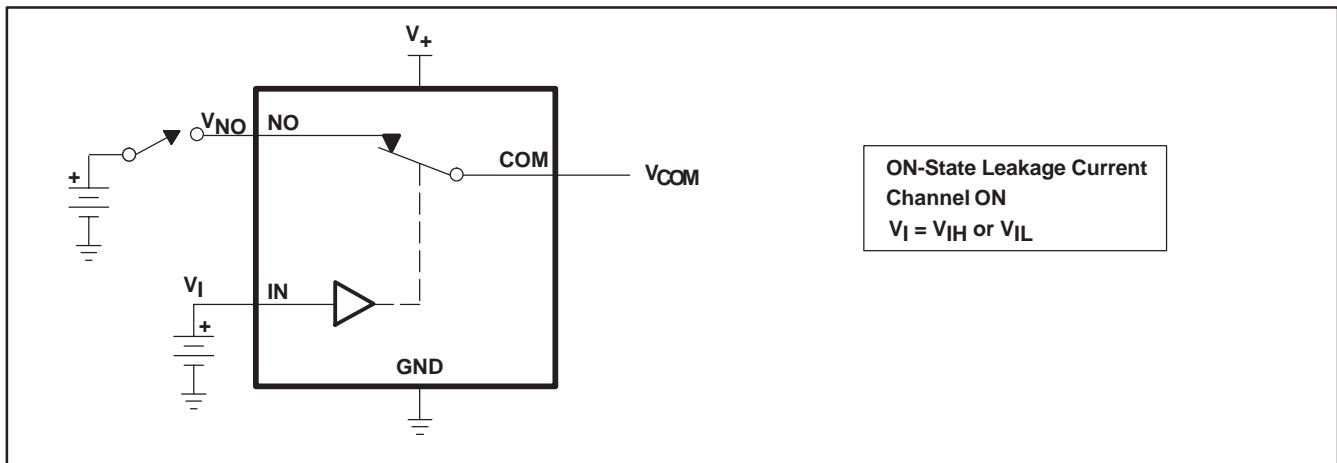 V+
VNO NO
COM
VCOM
+
VI IN
+
GND
ON-State Leakage Current
Channel ON
VI = VIH or VIL